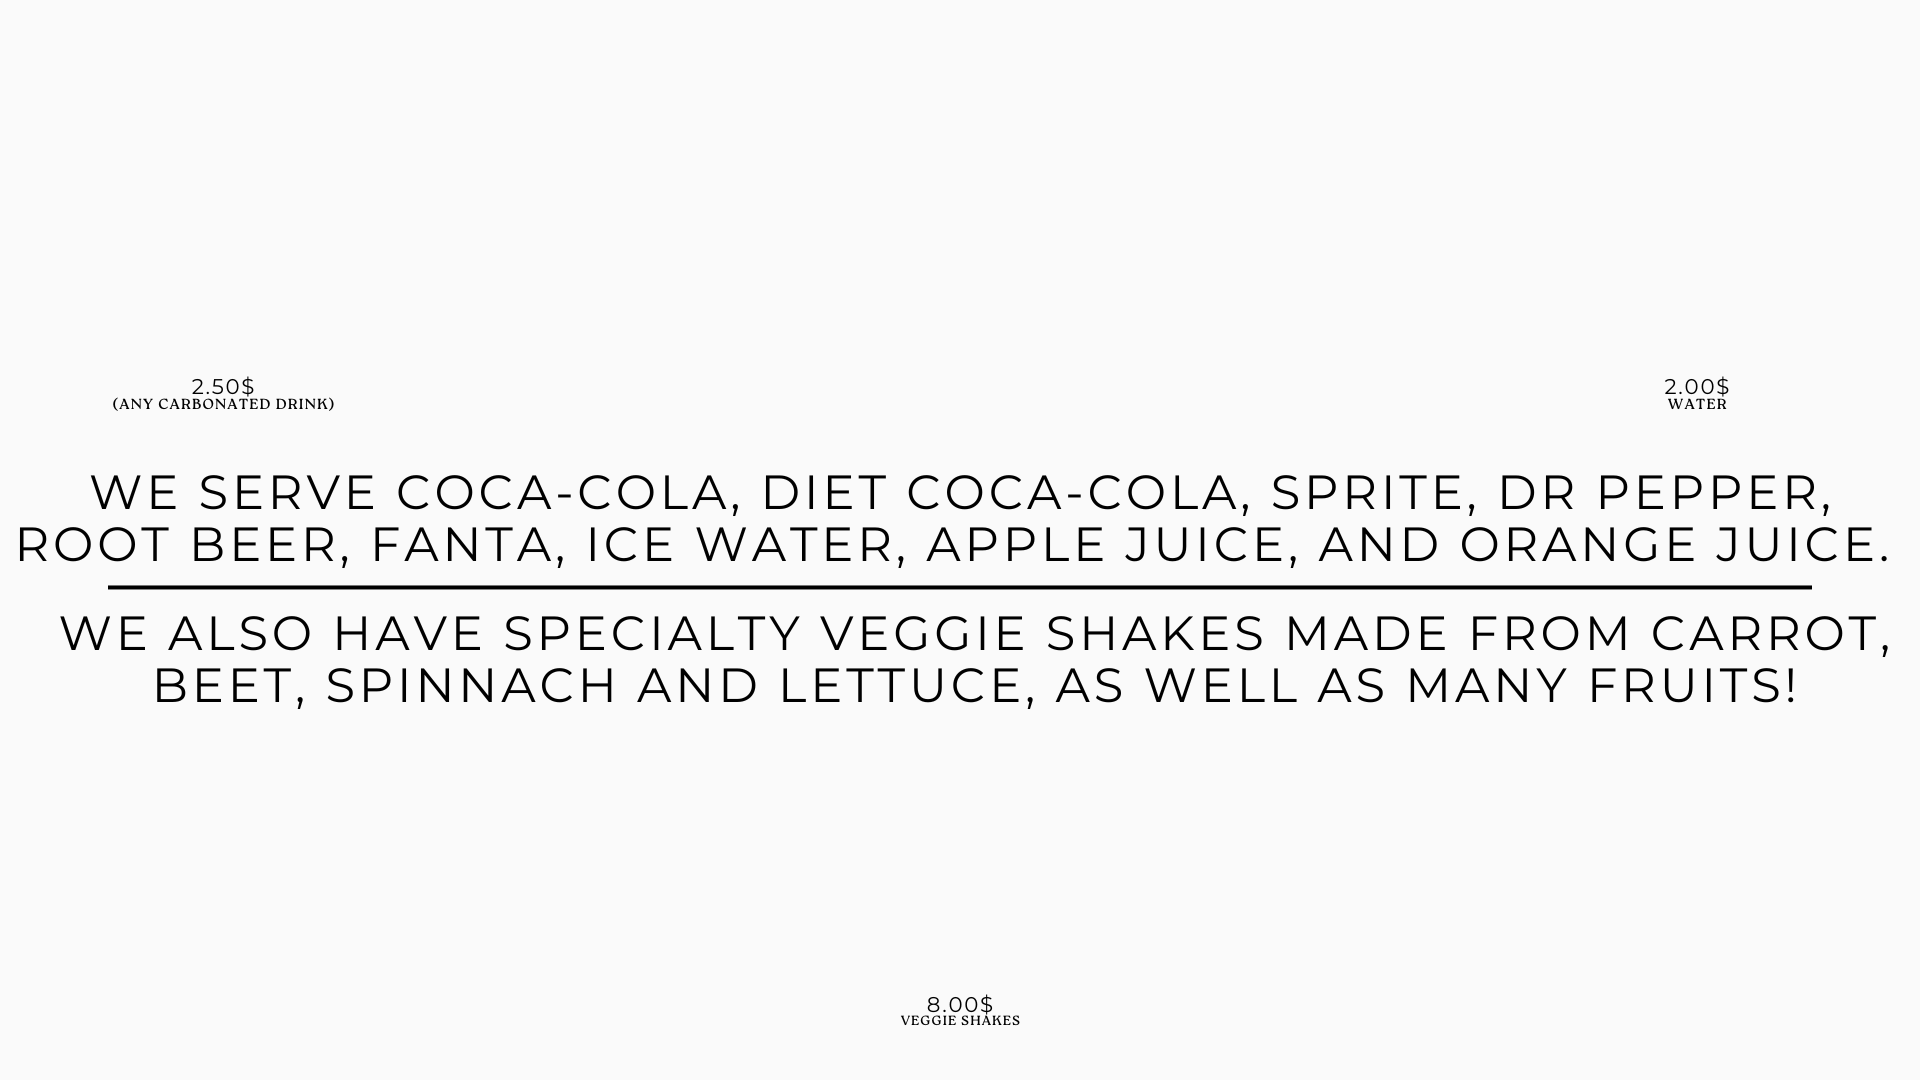 2.50$
(ANY CARBONATED DRINK)
2.00$
WATER
WE SERVE COCA-COLA, DIET COCA-COLA, SPRITE, DR PEPPER,
ROOT BEER, FANTA, ICE WATER, APPLE JUICE, AND ORANGE JUICE.
WE ALSO HAVE SPECIALTY VEGGIE SHAKES MADE FROM CARROT,
BEET, SPINNACH AND LETTUCE, AS WELL AS MANY FRUITS!
8.00$
VEGGIE SHAKES